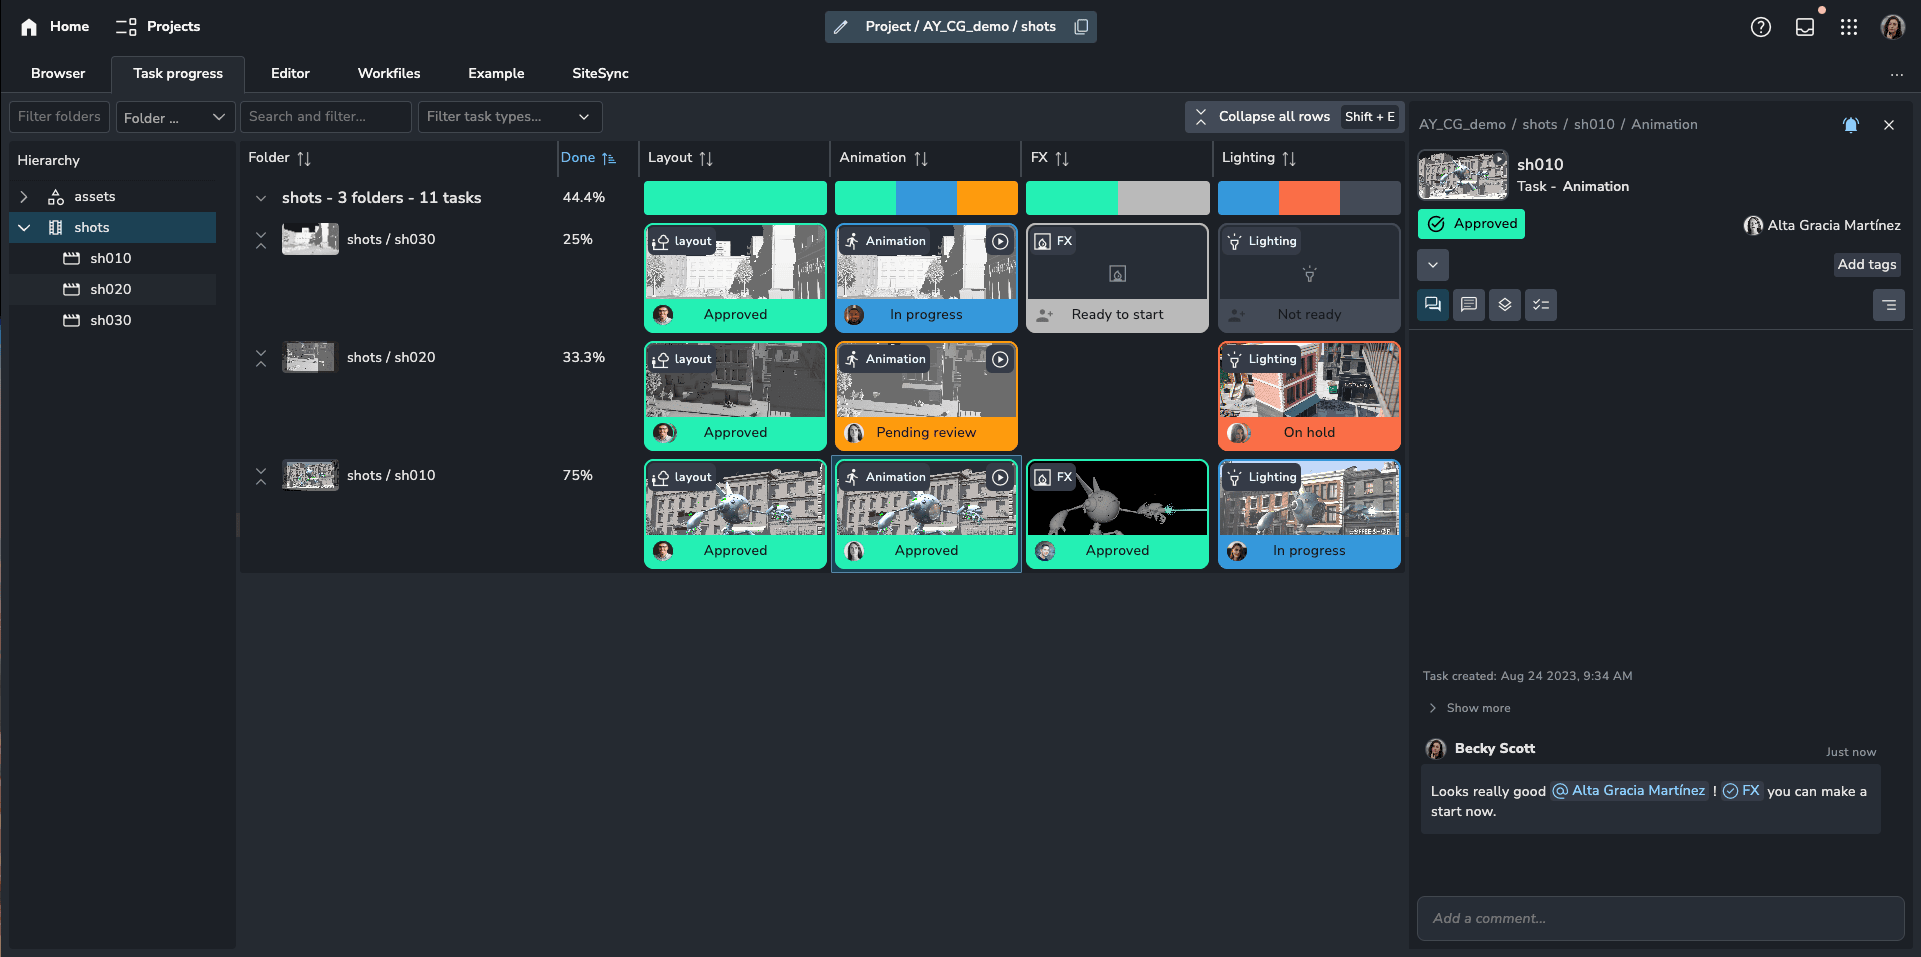 Home
Projects
Project / AY_CG_demo / shots
Browser
Task progress
Editor
Workfiles
Example
SiteSync
...
Filter folders
Folder ...
Search and filter...
Filter task types...
Collapse all rows
Shift + E
Hierarchy
assets
shots
sh010
sh020
sh030
Folder
Done
Layout
Animation
FX
Lighting
shots - 3 folders - 11 tasks
44.4%
shots / sh030
25%
layout
Approved
Animation
In progress
FX
Ready to start
Lighting
Not ready
shots / sh020
33.3%
layout
Approved
Animation
Pending review
Lighting
On hold
shots / sh010
75%
layout
Approved
Animation
Approved
FX
Approved
Lighting
In progress
AY_CG_demo / shots / sh010 / Animation
sh010
Task - Animation
Approved
Alta Gracia Martínez
Add tags
Task created: Aug 24 2023, 9:34 AM
Show more
Becky Scott
Just now
Looks really good @ Alta Gracia Martínez ! FX you can make a
start now.
Add a comment...